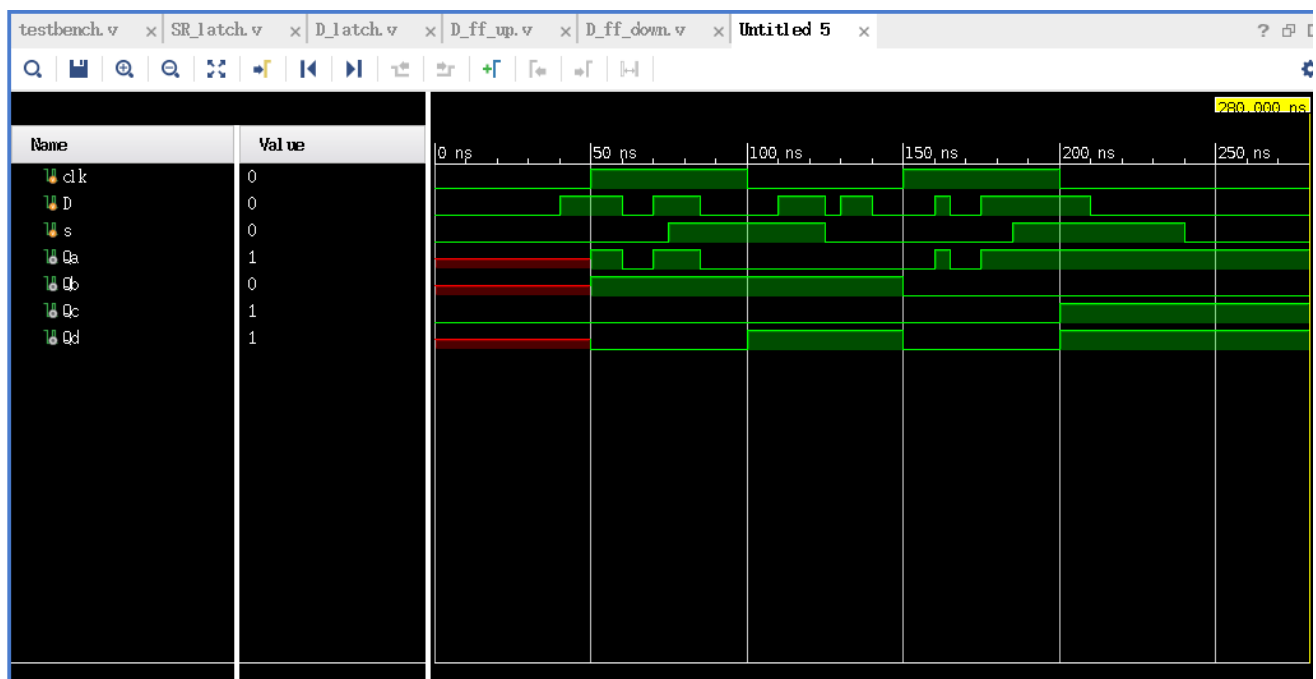 testbench.v × SR_latch.v × D_latch.v × D_ff_up.v × D_ff_down.v × Untitled 5 × ?
280.000 ns
Name Value
0 ns 50 ns 100 ns 150 ns 200 ns 250 ns
clk 0
D 0
s 0
Qa 1
Qb 0
Qc 1
Qd 1